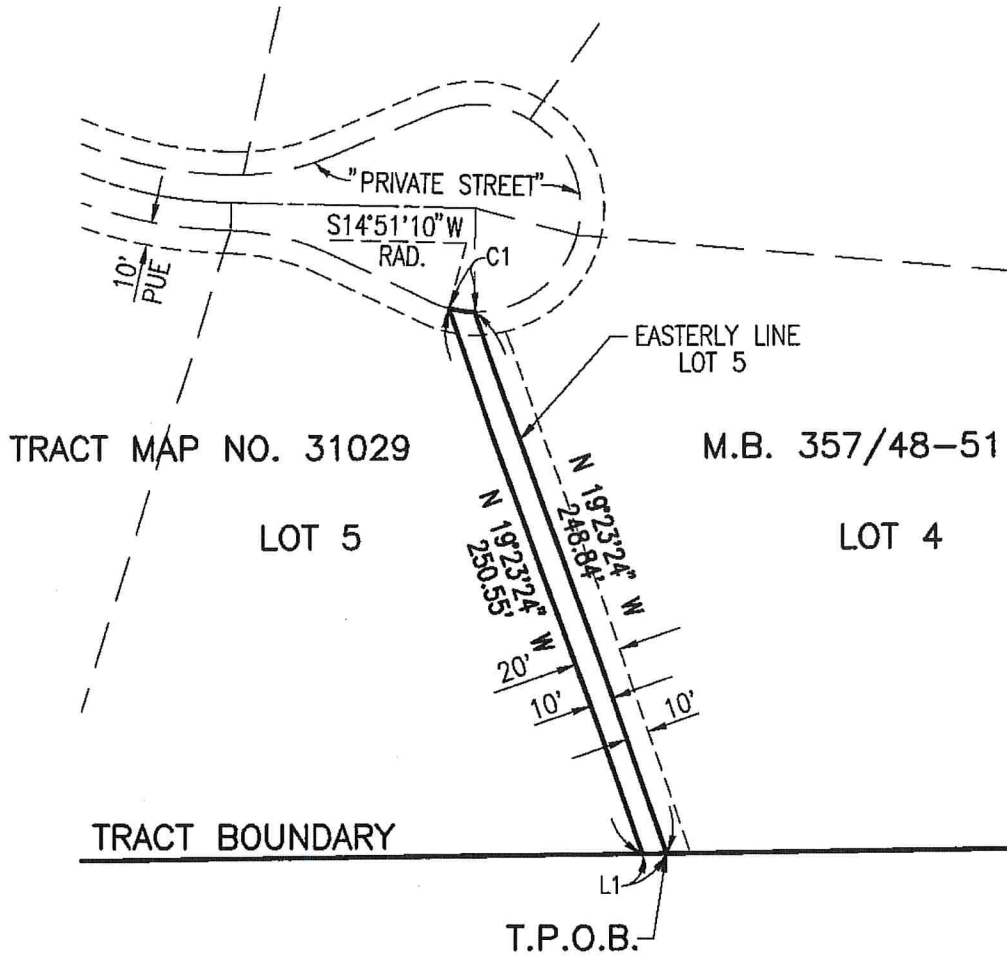 "PRIVATE STREET"
S14°51'10"W
RAD.
C1
10'
PUE
EASTERLY LINE
LOT 5
TRACT MAP NO. 31029
M.B. 357/48-51
LOT 5
LOT 4
N 19°23'24" W
248.84'
N 19°23'24" W
250.55'
20'
10'
10'
TRACT BOUNDARY
L1
T.P.O.B.